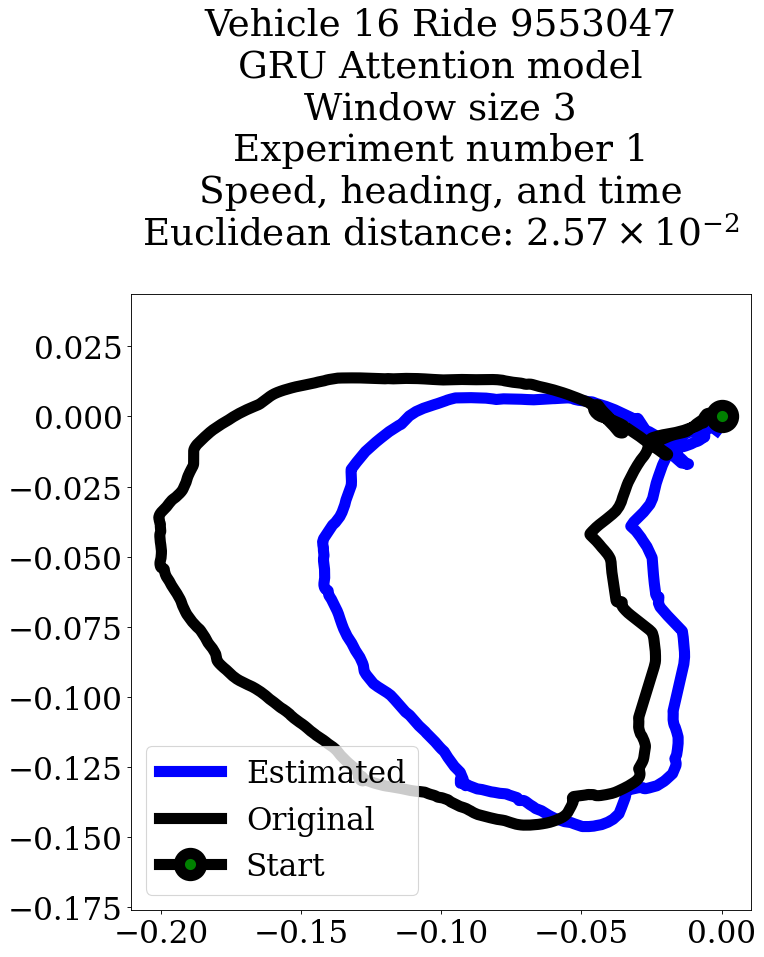 Vehicle 16 Ride 9553047
GRU Attention model
Window size 3
Experiment number 1
Speed, heading, and time
Euclidean distance: 2.57 × 10⁻²
0.025
0.000
−0.025
−0.050
−0.075
−0.100
−0.125
−0.150
−0.175
Estimated
Original
Start
−0.20 −0.15 −0.10 −0.05 0.00